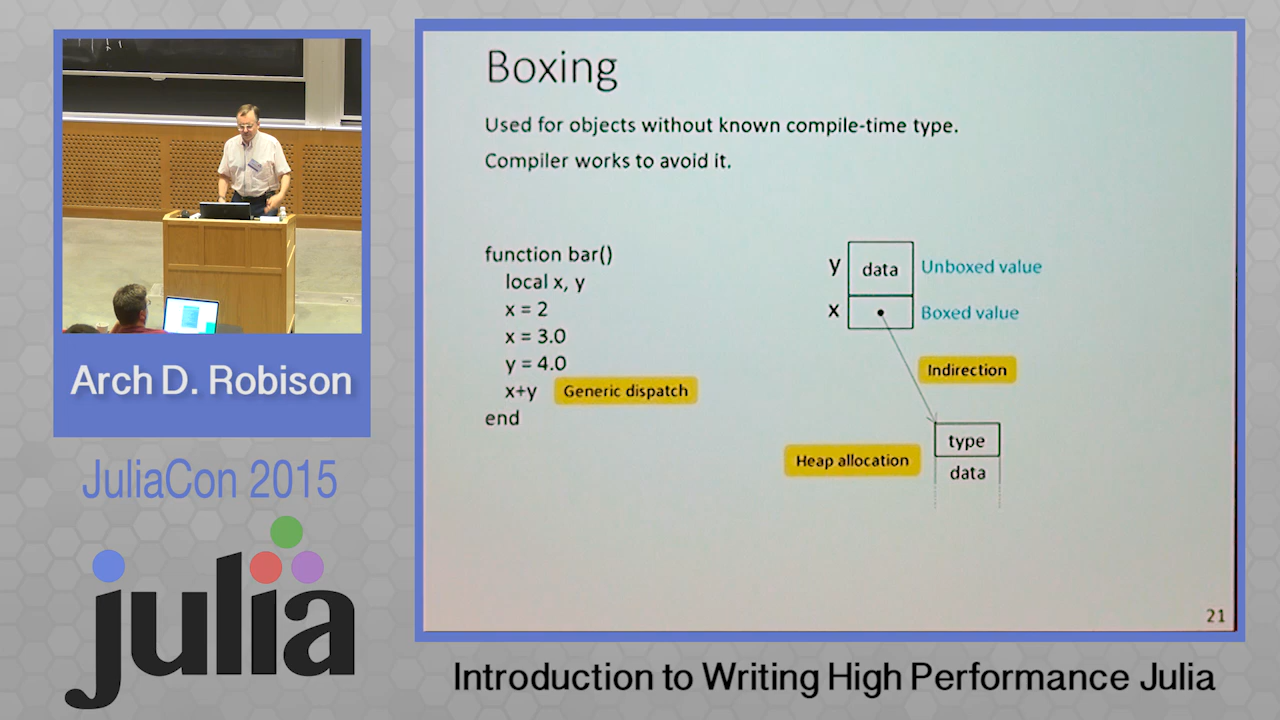 Boxing
Used for objects without known compile-time type.
Compiler works to avoid it.
function bar()
local x, y
x = 2
x = 3.0
y = 4.0
x+y Generic dispatch
end
y data Unboxed value
x Boxed value
Indirection
Heap allocation
type
data
21
Arch D. Robison
JuliaCon 2015
julia
Introduction to Writing High Performance Julia